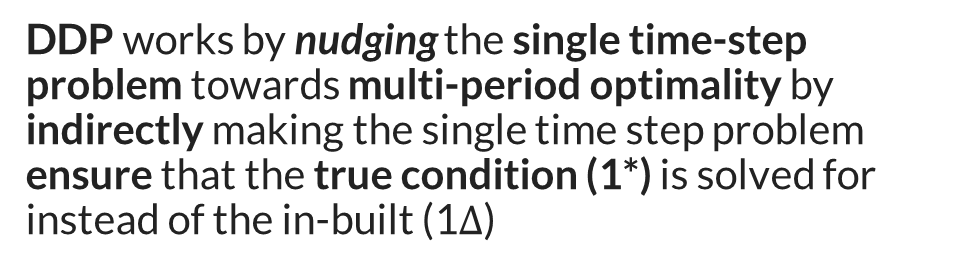 DDP works by nudging the single time-step
problem towards multi-period optimality by
indirectly making the single time step problem
ensure that the true condition (1*) is solved for
instead of the in-built (1Δ)